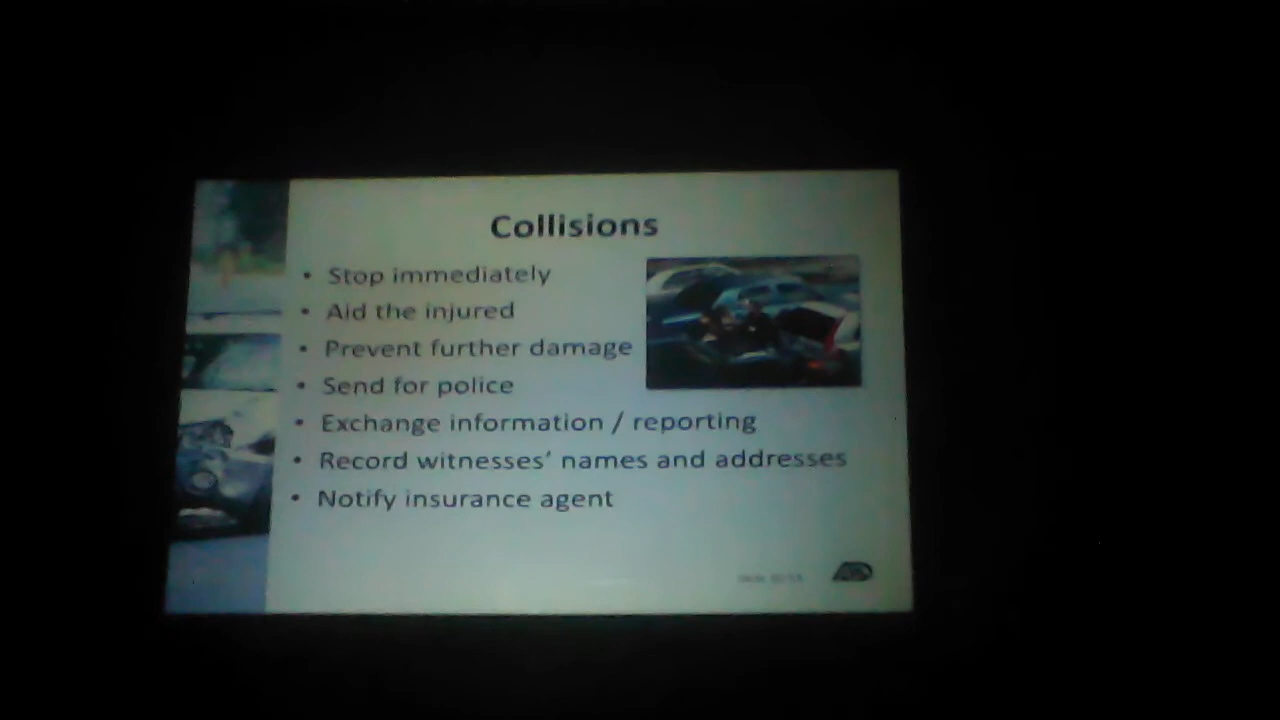 Collisions
• Stop immediately
• Aid the injured
• Prevent further damage
• Send for police
• Exchange information / reporting
• Record witnesses' names and addresses
• Notify insurance agent